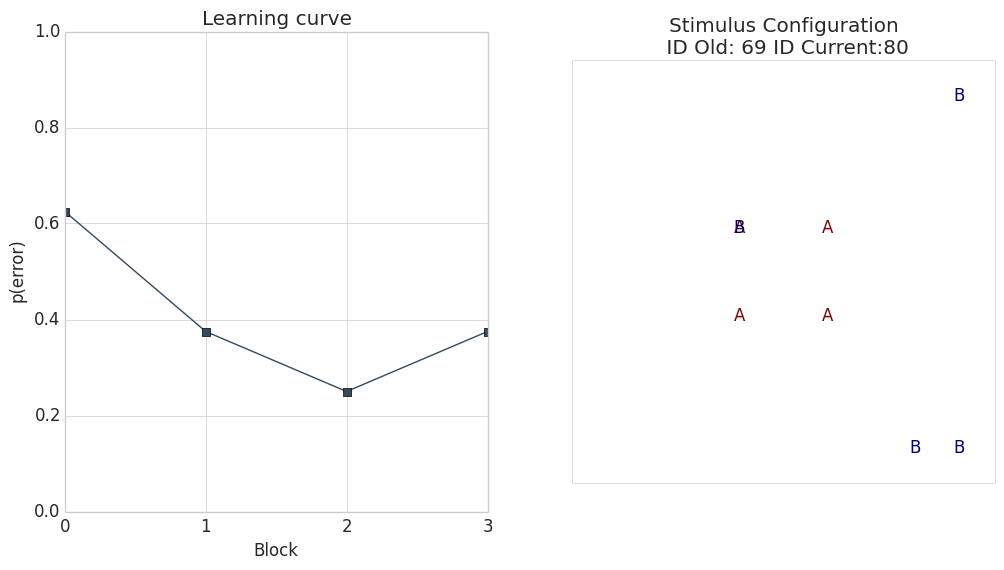 Learning curve
1.0
0.8
0.6
0.4
0.2
0.0
0 1 2 3
p(error)
Block
Stimulus Configuration
ID Old: 69 ID Current:80
B
A B A
A A
B B